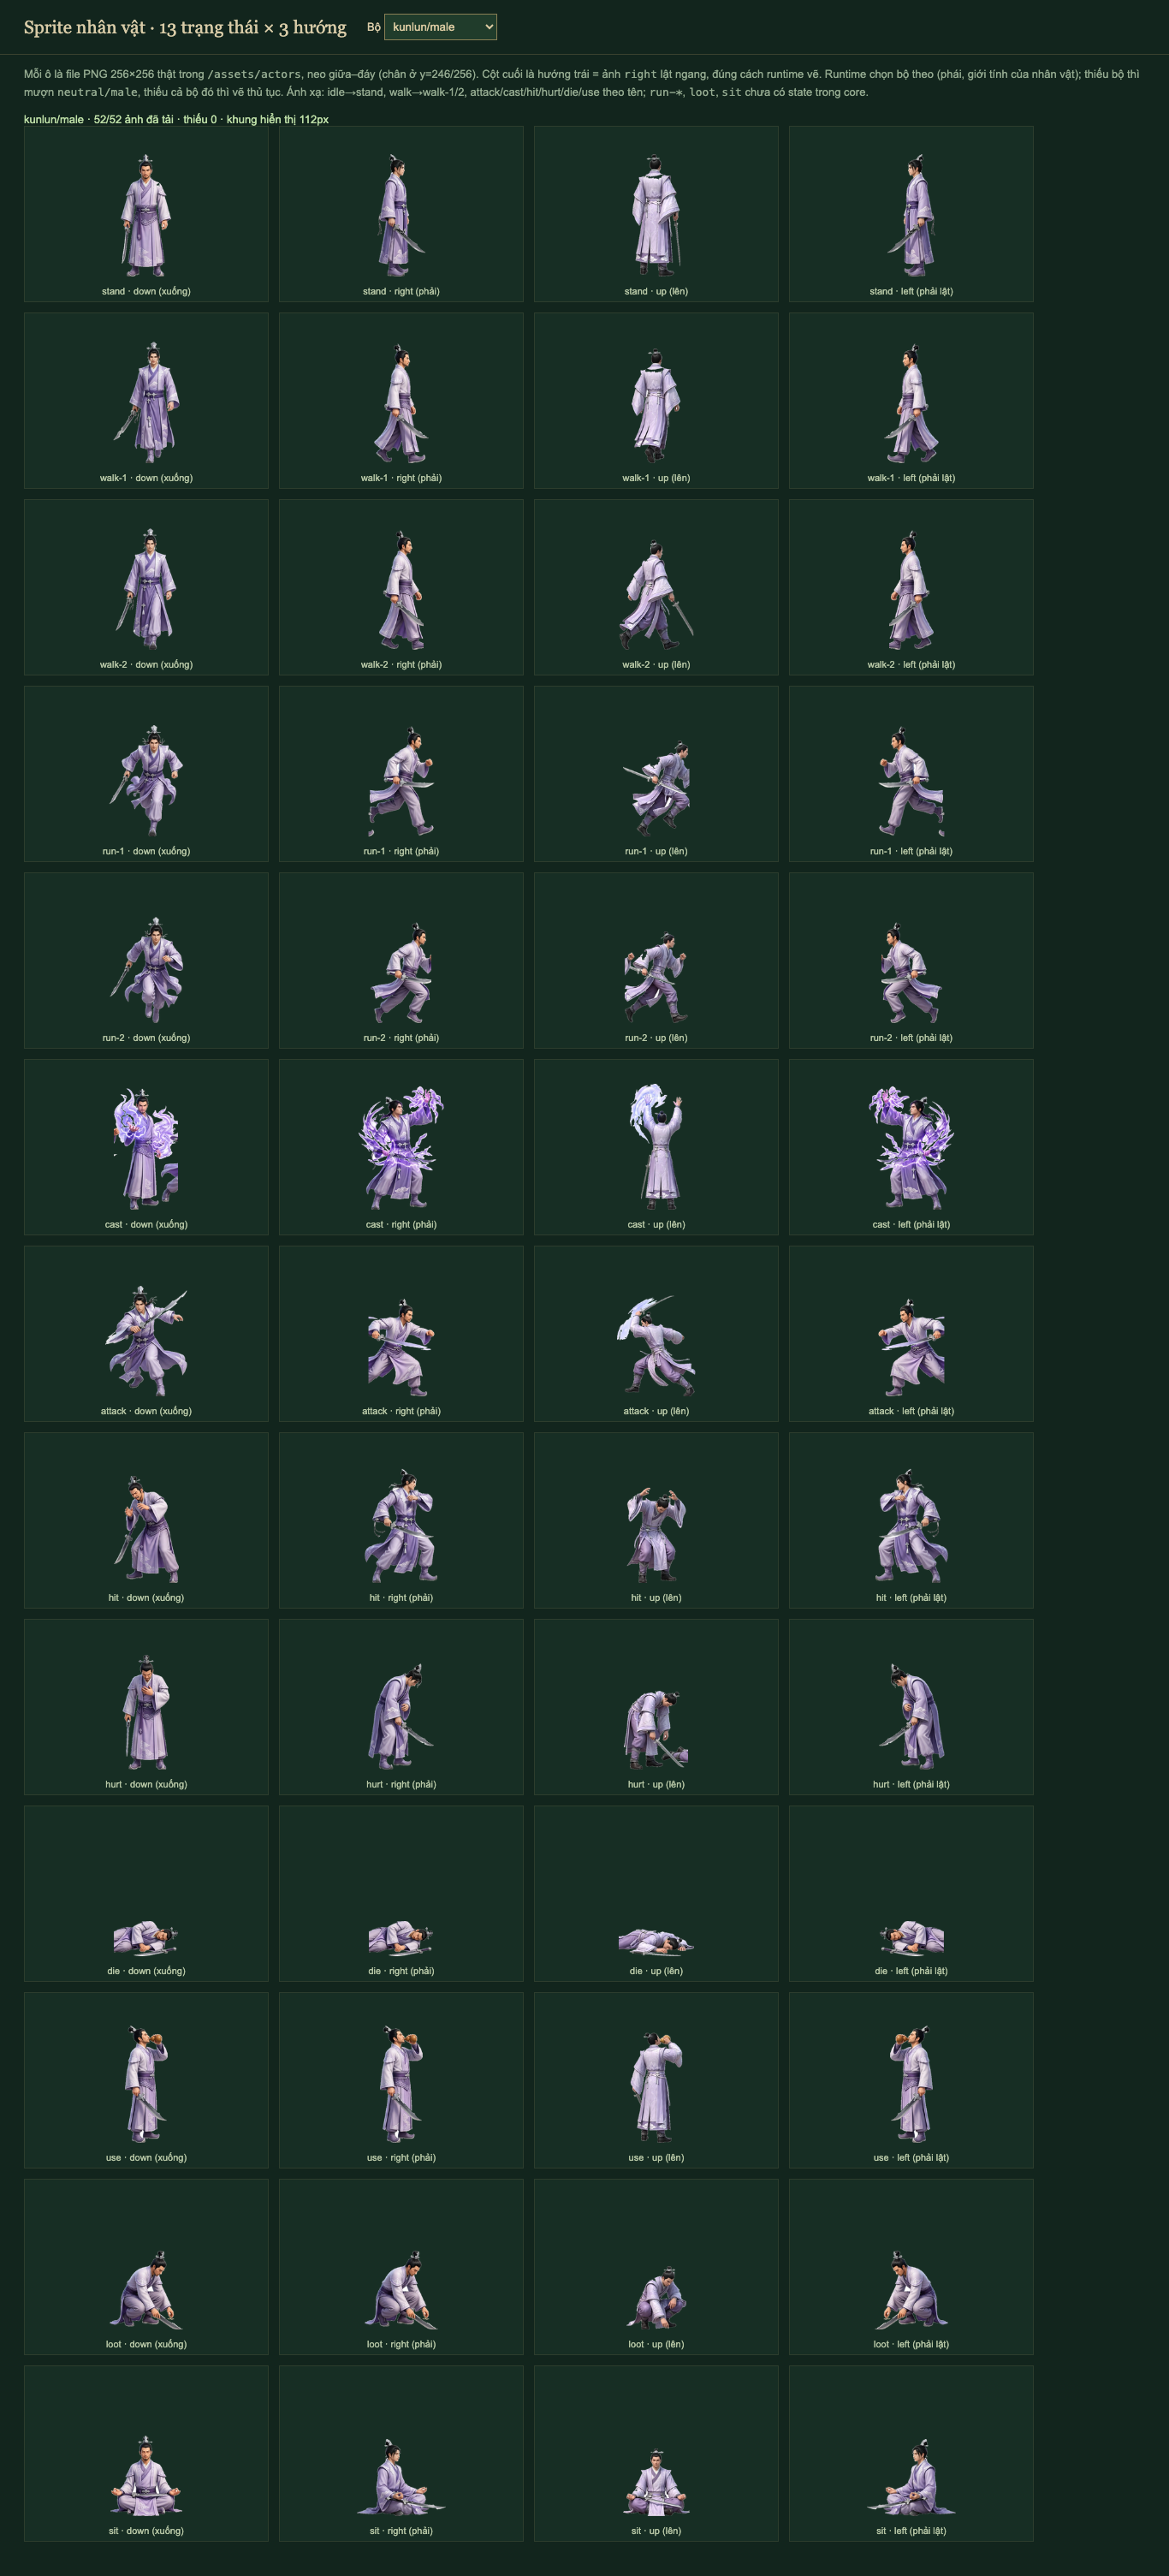 Sprite nhân vật · 13 trạng thái × 3 hướng
Bộ kunlun/male
Mỗi ô là file PNG 256×256 thật trong /assets/actors, neo giữa–đáy (chân ở y=246/256). Cột cuối là hướng trái = ảnh right lật ngang, đúng cách runtime vẽ. Runtime chọn bộ theo (phái, giới tính của nhân vật); thiếu bộ thì
mượn neutral/male, thiếu cả bộ đó thì vẽ thủ tục. Ánh xạ: idle→stand, walk→walk-1/2, attack/cast/hit/hurt/die/use theo tên; run-*, loot, sit chưa có state trong core.
kunlun/male · 52/52 ảnh đã tải · thiếu 0 · khung hiển thị 112px
stand · down (xuống)
stand · right (phải)
stand · up (lên)
stand · left (phải lật)
walk-1 · down (xuống)
walk-1 · right (phải)
walk-1 · up (lên)
walk-1 · left (phải lật)
walk-2 · down (xuống)
walk-2 · right (phải)
walk-2 · up (lên)
walk-2 · left (phải lật)
run-1 · down (xuống)
run-1 · right (phải)
run-1 · up (lên)
run-1 · left (phải lật)
run-2 · down (xuống)
run-2 · right (phải)
run-2 · up (lên)
run-2 · left (phải lật)
cast · down (xuống)
cast · right (phải)
cast · up (lên)
cast · left (phải lật)
attack · down (xuống)
attack · right (phải)
attack · up (lên)
attack · left (phải lật)
hit · down (xuống)
hit · right (phải)
hit · up (lên)
hit · left (phải lật)
hurt · down (xuống)
hurt · right (phải)
hurt · up (lên)
hurt · left (phải lật)
die · down (xuống)
die · right (phải)
die · up (lên)
die · left (phải lật)
use · down (xuống)
use · right (phải)
use · up (lên)
use · left (phải lật)
loot · down (xuống)
loot · right (phải)
loot · up (lên)
loot · left (phải lật)
sit · down (xuống)
sit · right (phải)
sit · up (lên)
sit · left (phải lật)